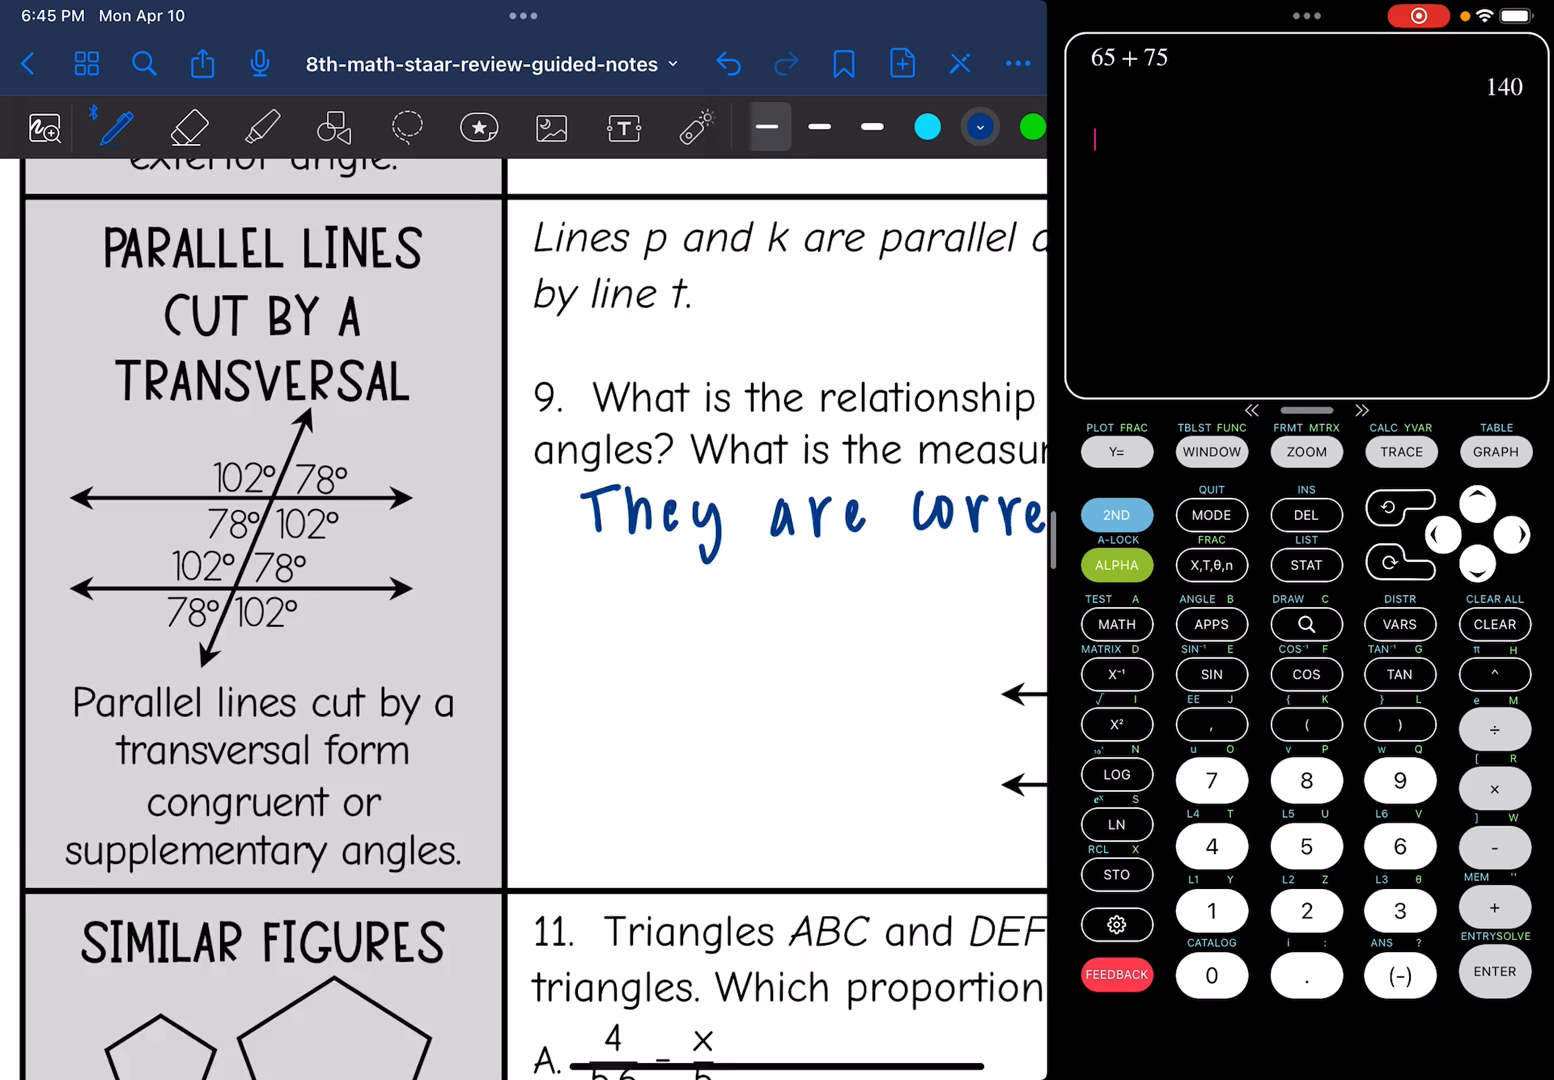 6:45 PM Mon Apr 10
8th-math-staar-review-guided-notes
T
exterior angle.
PARALLEL LINES
CUT BY A
TRANSVERSAL
102° 78°
78° 102°
102° 78°
78° 102°
Parallel lines cut by a
transversal form
congruent or
supplementary angles.
SIMILAR FIGURES
Lines p and k are parallel
by line t.
9. What is the relationship
angles? What is the measur
They are corre
11. Triangles ABC and DEF
triangles. Which proportion
4 x
A. =
65 + 75
140
PLOT FRAC TBLST FUNC FRMT MTRX CALC YVAR TABLE
Y= WINDOW ZOOM TRACE GRAPH
QUIT INS
2ND MODE DEL
A-LOCK FRAC LIST
ALPHA X,T,θ,n STAT
TEST A ANGLE B DRAW C DISTR CLEAR ALL
MATH APPS VARS CLEAR
MATRIX D SIN⁻¹ E COS⁻¹ F TAN⁻¹ G π H
X⁻¹ SIN COS TAN ^
√ I EE J { K } L e M
X² , ( ) ÷
10ˣ N u O v P w Q [ R
LOG 7 8 9 ×
eˣ S L4 T L5 U L6 V ] W
LN 4 5 6 -
RCL X L1 Y L2 Z L3 θ MEM "
STO 1 2 3 +
CATALOG i : ANS ? ENTRY SOLVE
FEEDBACK 0 . (-) ENTER